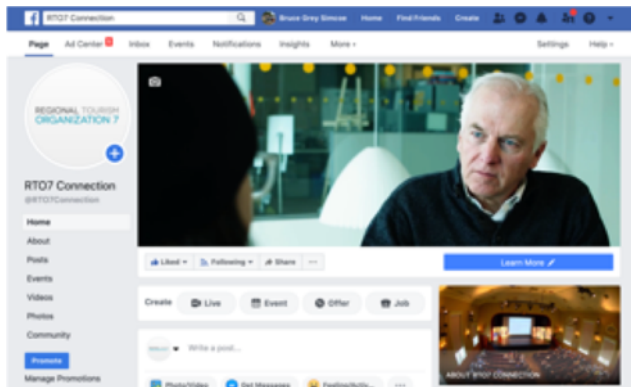 RTO7 Connection
Bruce Grey Simcoe Home Find Friends Create
Page Ad Center Inbox Events Notifications Insights More Settings Help
REGIONAL TOURISM
ORGANIZATION 7
RTO7 Connection
@RTO7Connection
Home
About
Posts
Events
Videos
Photos
Community
Promote
Manage Promotions
Liked Following Share ...
Learn More
Create Live Event Offer Job
Write a post...
Photo/Video Get Messages Feeling/Activ... ...
ABOUT RTO7 CONNECTION